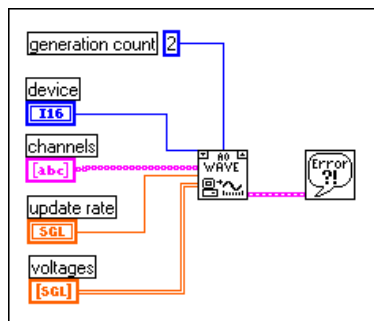 generation count 2
device
I16
channels
[abc]
AO
WAVE
Error
?!
update rate
SGL
voltages
[SGL]